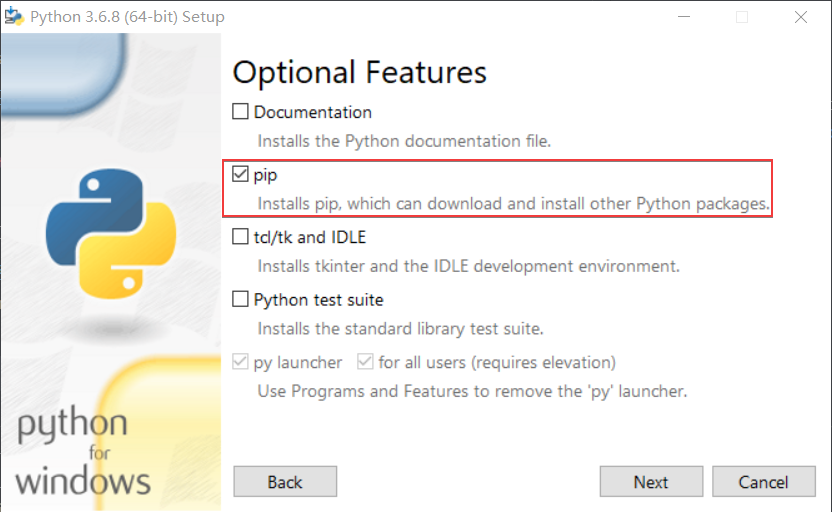 Python 3.6.8 (64-bit) Setup
Optional Features
Documentation
Installs the Python documentation file.
pip
Installs pip, which can download and install other Python packages.
tcl/tk and IDLE
Installs tkinter and the IDLE development environment.
Python test suite
Installs the standard library test suite.
py launcher for all users (requires elevation)
Use Programs and Features to remove the 'py' launcher.
python
for
windows
Back Next Cancel